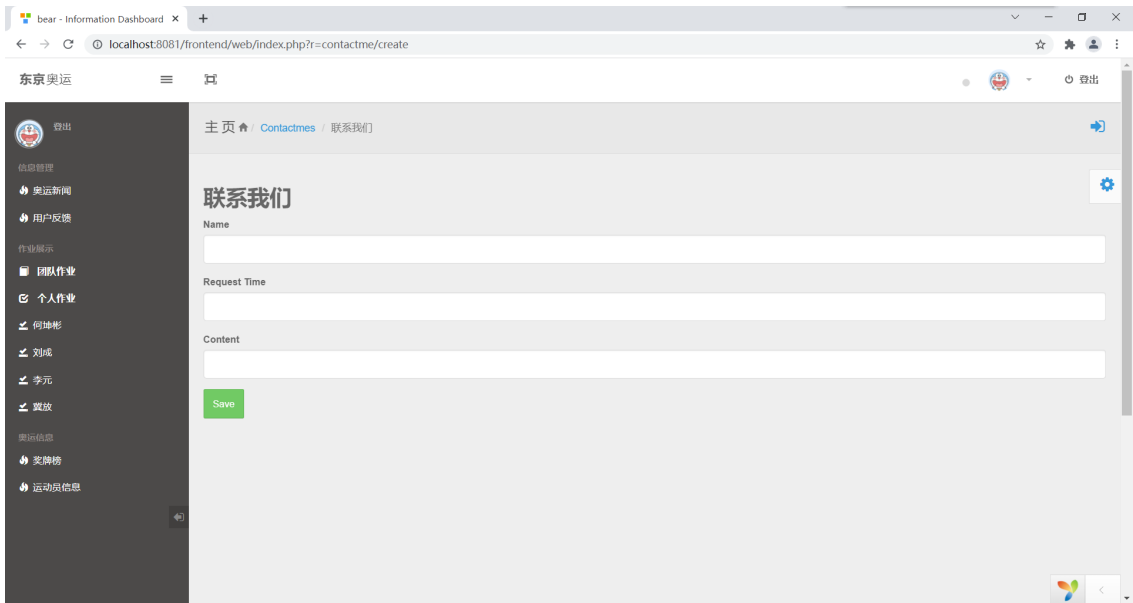 bear - Information Dashboard
localhost:8081/frontend/web/index.php?r=contactme/create
东京奥运
登出
登出
主页 / Contactmes / 联系我们
信息管理
奥运新闻
用户反馈
作业展示
团队作业
个人作业
何坤彬
刘成
李元
冀放
奥运信息
奖牌榜
运动员信息
联系我们
Name
Request Time
Content
Save